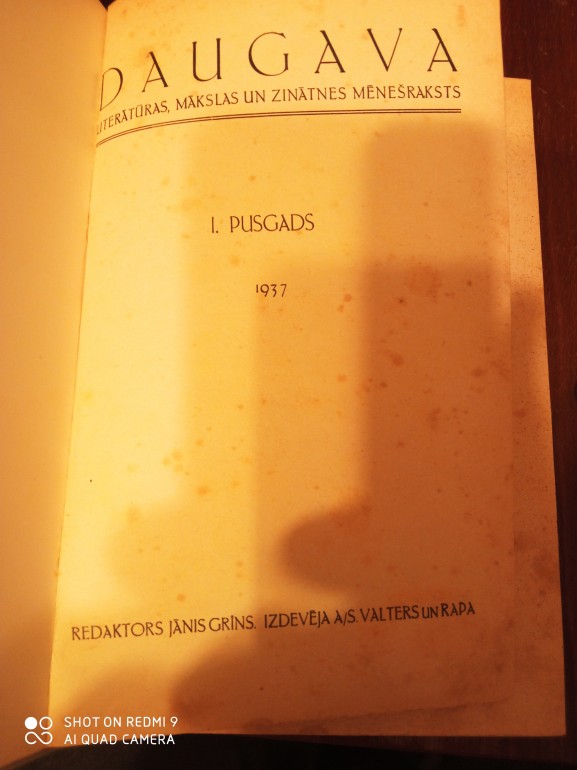 DAUGAVA
LITERĀTŪRAS, MĀKSLAS UN ZINĀTNES MĒNEŠRAKSTS
I. PUSGADS
1937
REDAKTORS JĀNIS GRĪNS. IZDEVĒJA A/S. VALTERS UN RAPA
SHOT ON REDMI 9
AI QUAD CAMERA